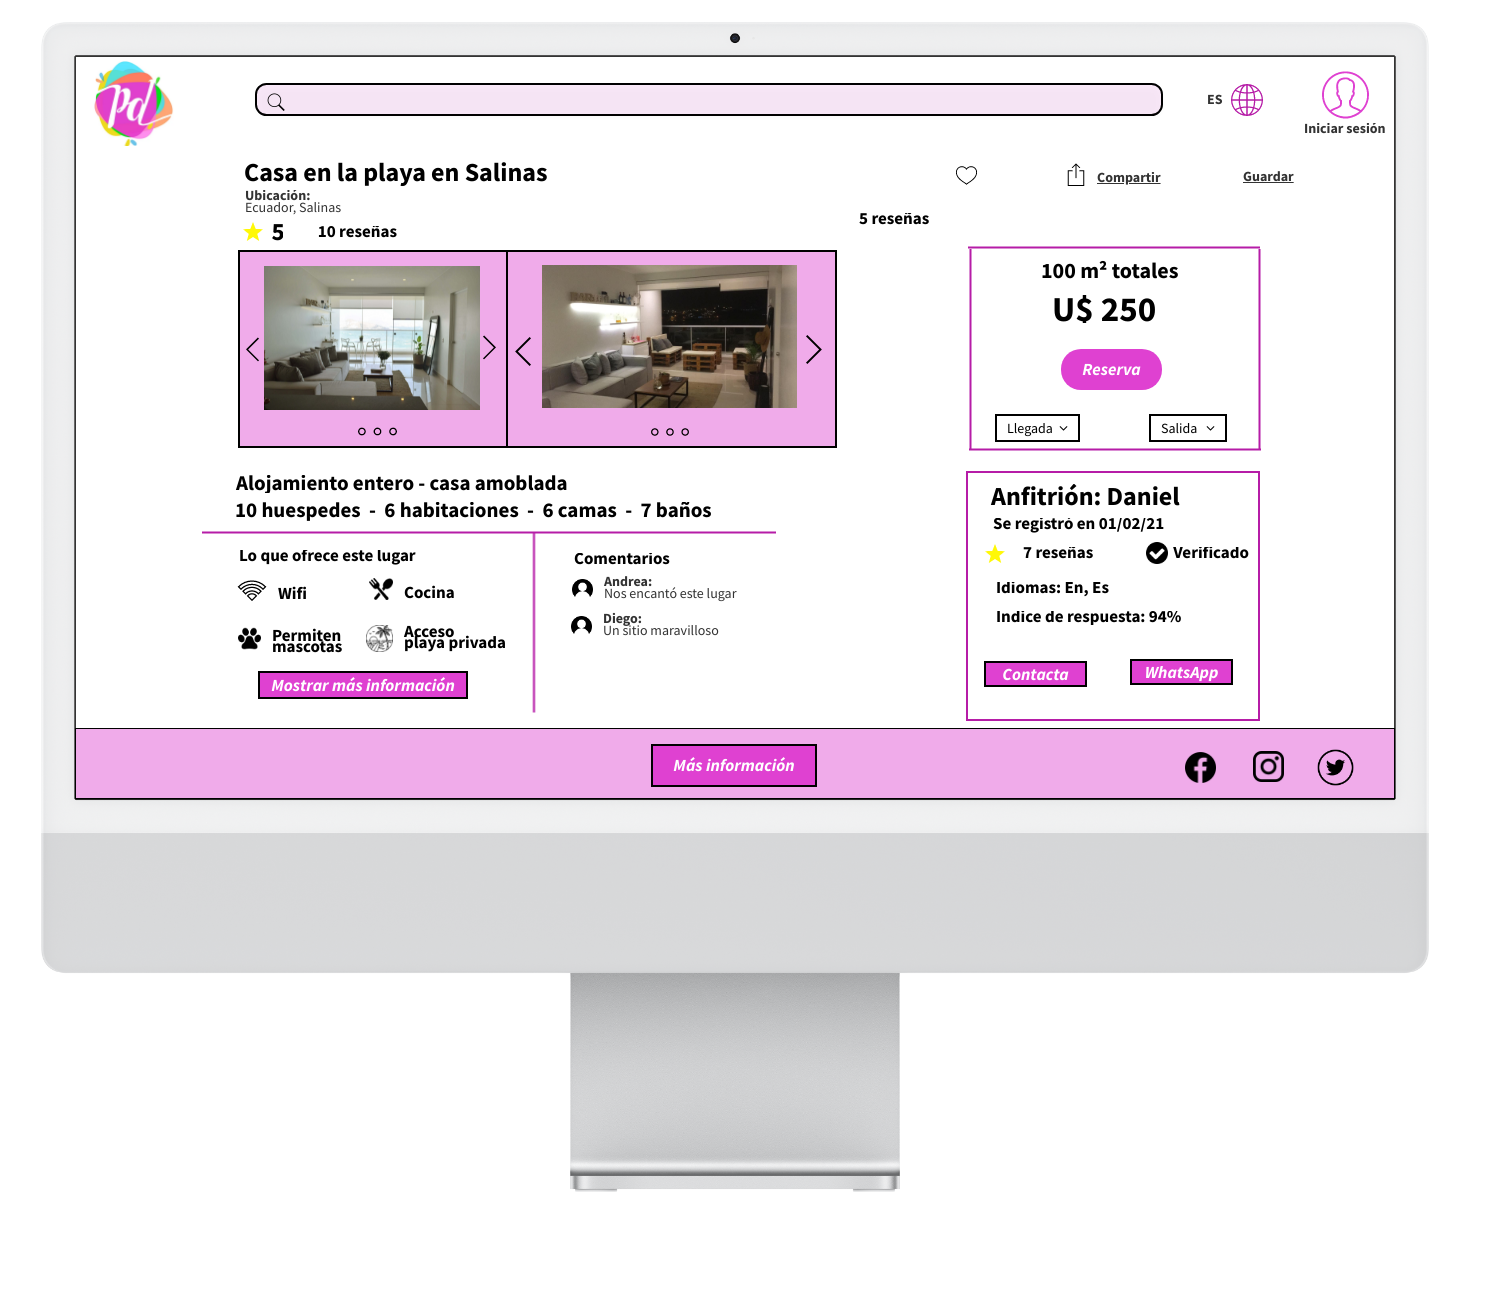 pd
ES
Iniciar sesión
Casa en la playa en Salinas
Compartir
Guardar
Ubicación:
Ecuador, Salinas
5 reseñas
5
10 reseñas
100 m² totales
U$ 250
Reserva
Llegada
Salida
Alojamiento entero - casa amoblada
10 huespedes - 6 habitaciones - 6 camas - 7 baños
Anfitrión: Daniel
Se registró en 01/02/21
7 reseñas
Verificado
Idiomas: En, Es
Indice de respuesta: 94%
Contacta
WhatsApp
Lo que ofrece este lugar
Wifi
Cocina
Permiten
mascotas
Acceso
playa privada
Mostrar más información
Comentarios
Andrea:
Nos encantó este lugar
Diego:
Un sitio maravilloso
Más información